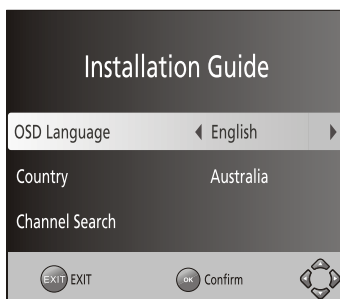 Installation Guide
OSD Language English
Country Australia
Channel Search
EXIT EXIT OK Confirm